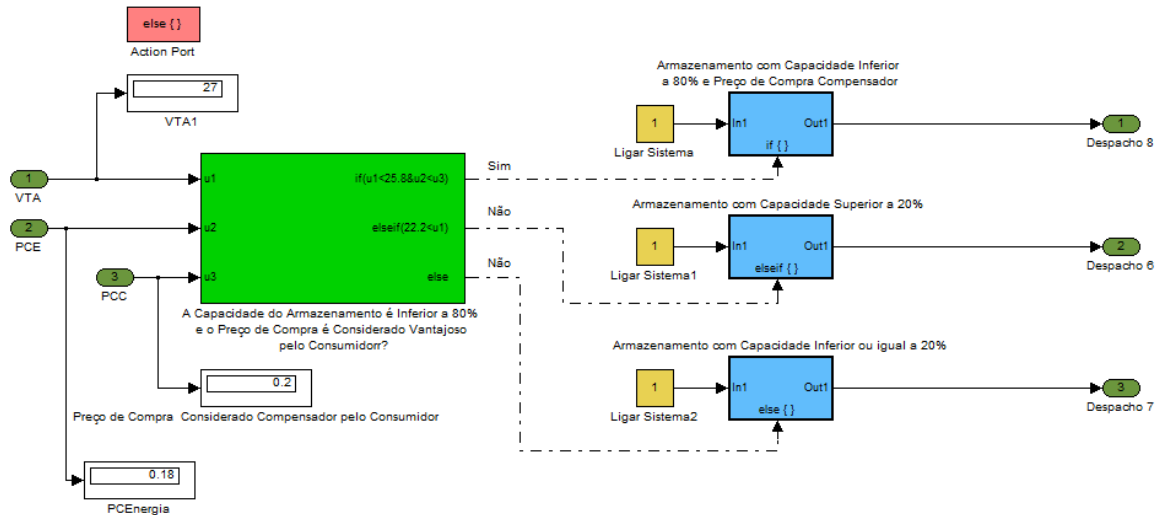 else { }
Action Port
27
VTA1
1
VTA
2
PCE
3
PCC
u1
u2
u3
if(u1<25.8&u2<u3)
elseif(22.2<u1)
else
A Capacidade do Armazenamento é Inferior a 80%
e o Preço de Compra é Considerado Vantajoso
pelo Consumidorr?
Sim
Não
Não
0.2
Preço de Compra Considerado Compensador pelo Consumidor
0.18
PCEnergia
Armazenamento com Capacidade Inferior
a 80% e Preço de Compra Compensador
1
Ligar Sistema
In1
Out1
if { }
1
Despacho 8
Armazenamento com Capacidade Superior a 20%
1
Ligar Sistema1
In1
Out1
elseif { }
2
Despacho 6
Armazenamento com Capacidade Inferior ou igual a 20%
1
Ligar Sistema2
In1
Out1
else { }
3
Despacho 7